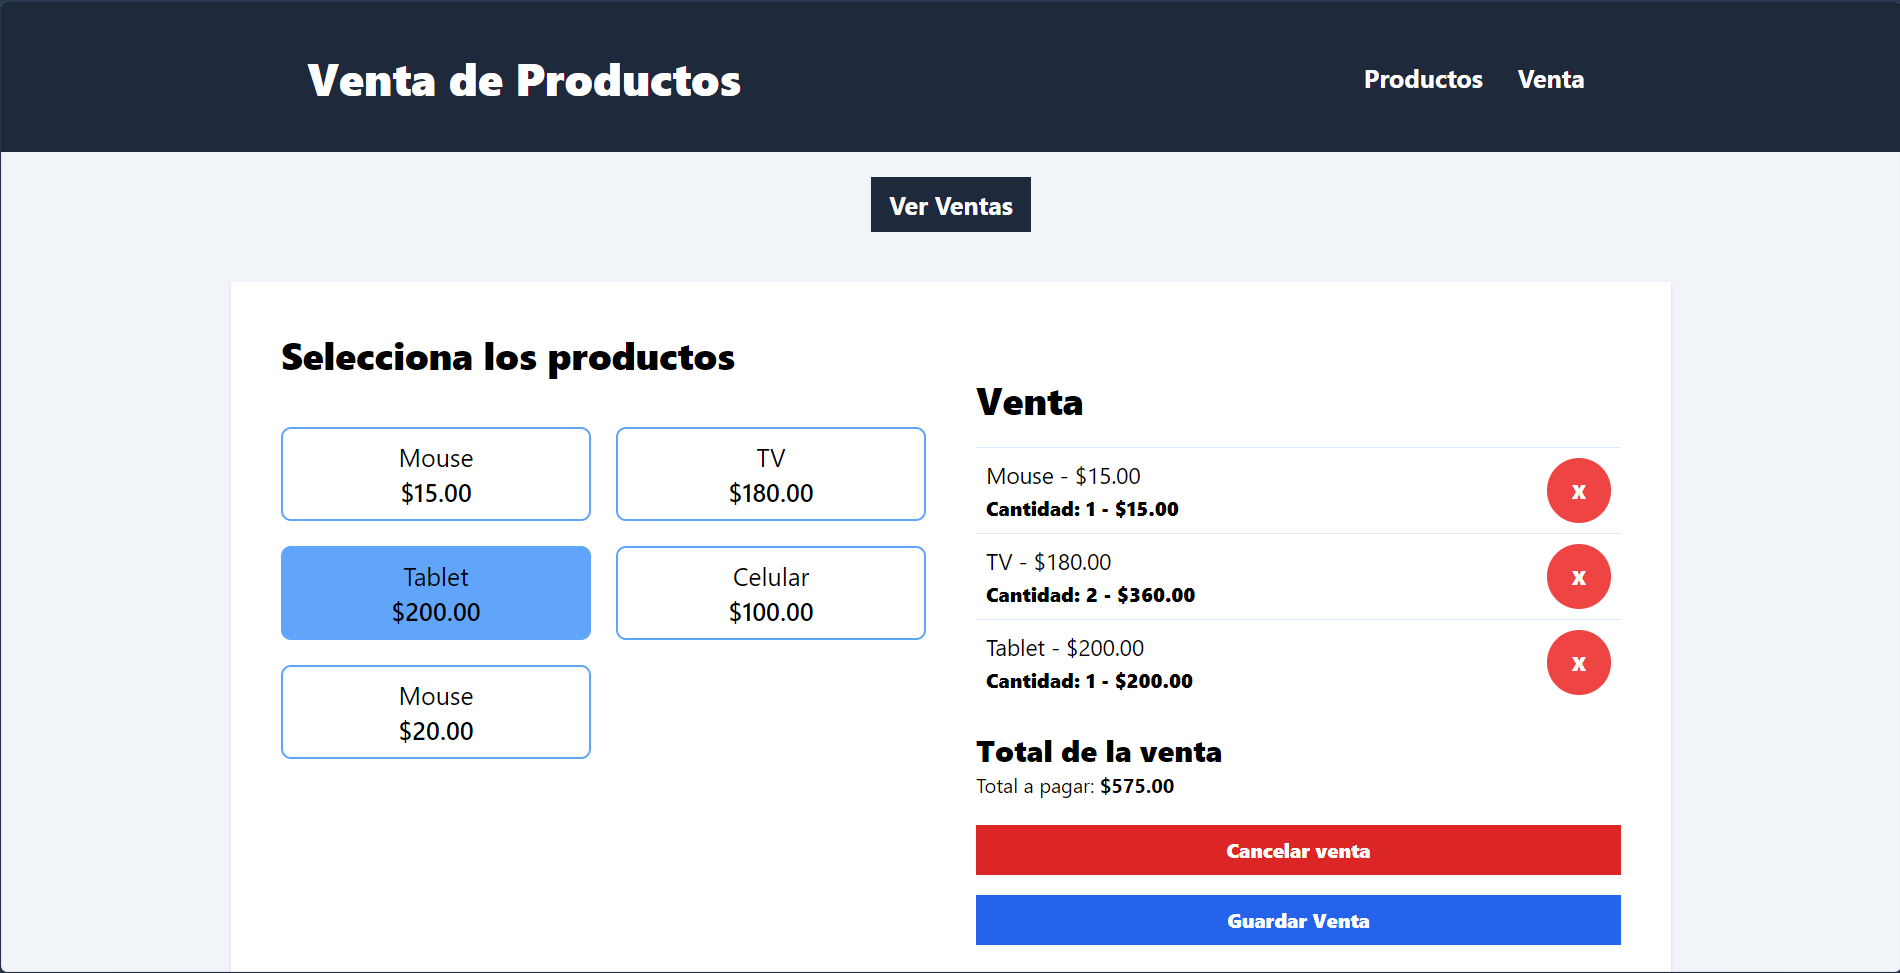 Venta de Productos
Productos
Venta
Ver Ventas
Selecciona los productos
Mouse
$15.00
TV
$180.00
Tablet
$200.00
Celular
$100.00
Mouse
$20.00
Venta
Mouse - $15.00
Cantidad: 1 - $15.00
x
TV - $180.00
Cantidad: 2 - $360.00
x
Tablet - $200.00
Cantidad: 1 - $200.00
x
Total de la venta
Total a pagar: $575.00
Cancelar venta
Guardar Venta